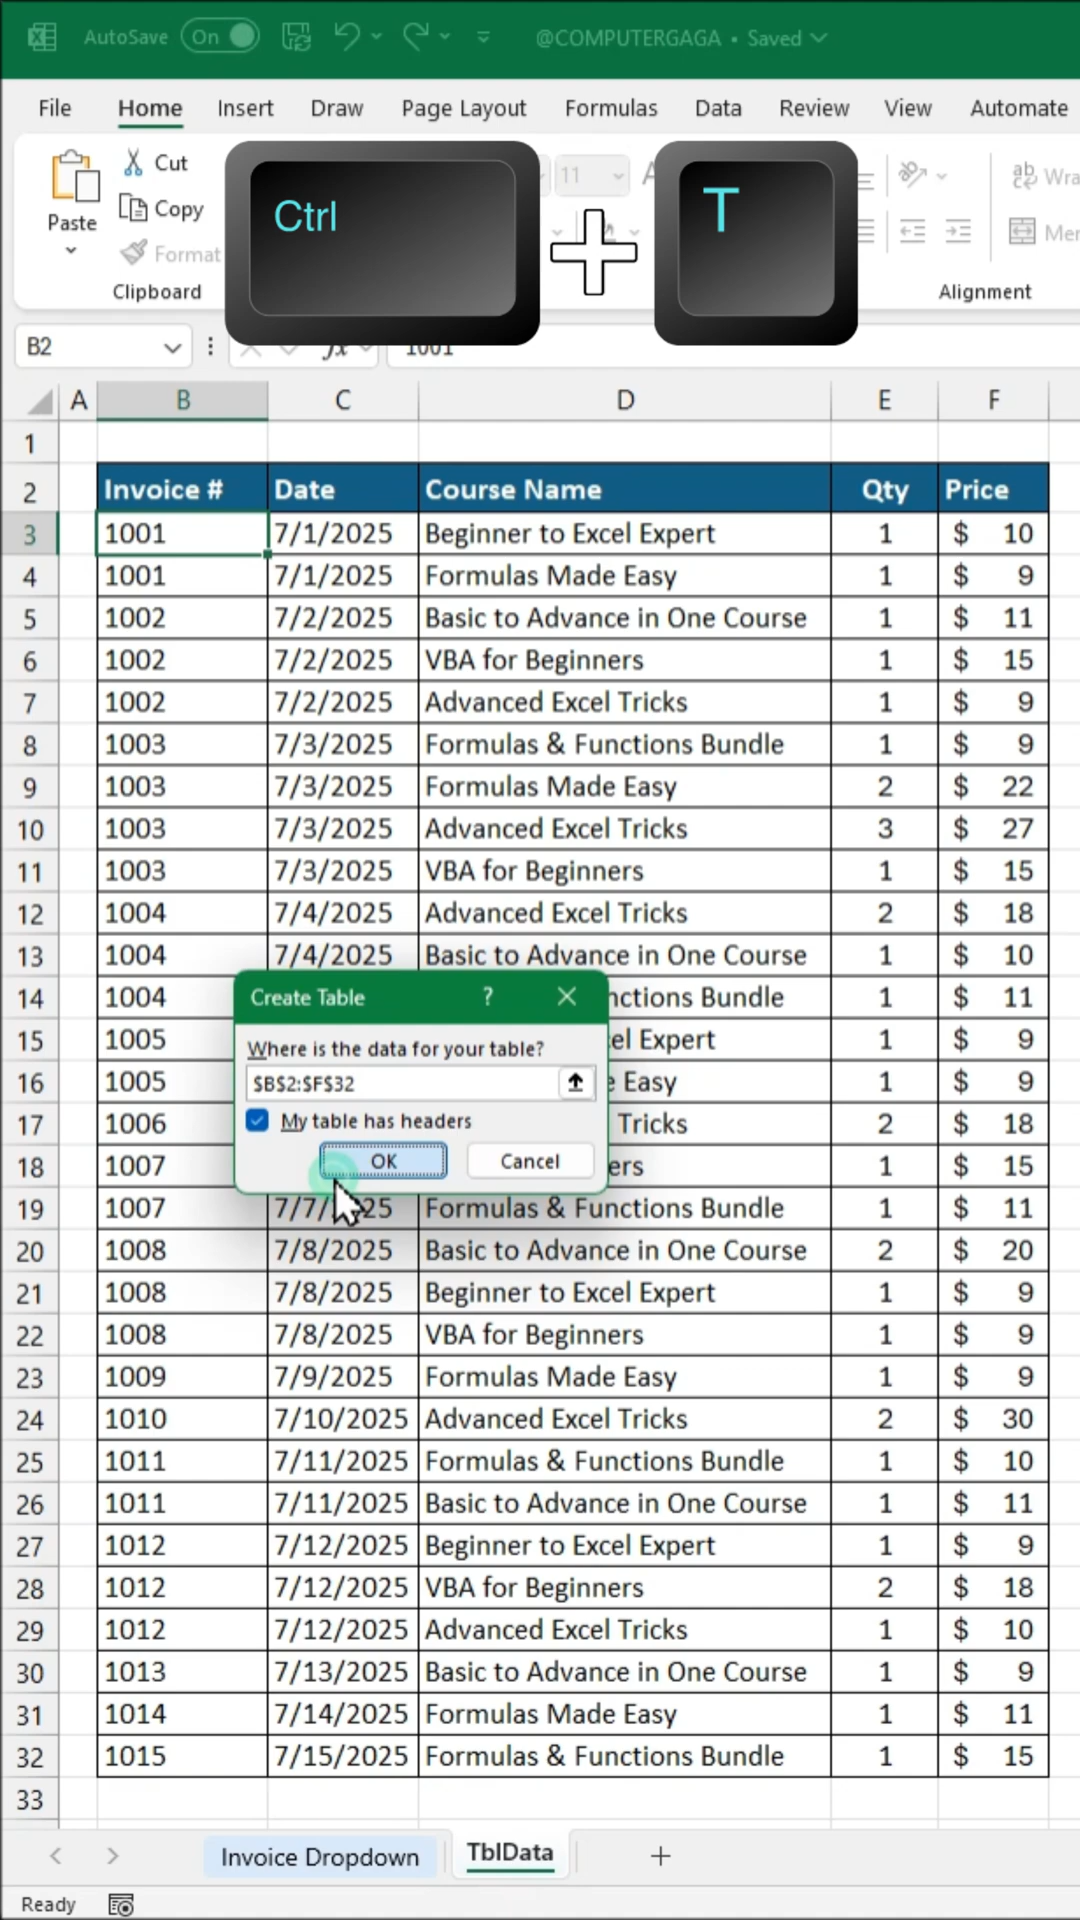 AutoSave On @COMPUTERGAGA • Saved
File Home Insert Draw Page Layout Formulas Data Review View Automate
Paste
Cut
Copy
Format
Clipboard
Ctrl
T
11
Alignment
B2 1001
A B C D E F
1
2 Invoice # Date Course Name Qty Price
3 1001 7/1/2025 Beginner to Excel Expert 1 $ 10
4 1001 7/1/2025 Formulas Made Easy 1 $ 9
5 1002 7/2/2025 Basic to Advance in One Course 1 $ 11
6 1002 7/2/2025 VBA for Beginners 1 $ 15
7 1002 7/2/2025 Advanced Excel Tricks 1 $ 9
8 1003 7/3/2025 Formulas & Functions Bundle 1 $ 9
9 1003 7/3/2025 Formulas Made Easy 2 $ 22
10 1003 7/3/2025 Advanced Excel Tricks 3 $ 27
11 1003 7/3/2025 VBA for Beginners 1 $ 15
12 1004 7/4/2025 Advanced Excel Tricks 2 $ 18
13 1004 7/4/2025 Basic to Advance in One Course 1 $ 10
14 1004 nctions Bundle 1 $ 11
15 1005 el Expert 1 $ 9
16 1005 e Easy 1 $ 9
17 1006 Tricks 2 $ 18
18 1007 ers 1 $ 15
Create Table ?
Where is the data for your table?
$B$2:$F$32
My table has headers
OK Cancel
19 1007 7/7/ 25 Formulas & Functions Bundle 1 $ 11
20 1008 7/8/2025 Basic to Advance in One Course 2 $ 20
21 1008 7/8/2025 Beginner to Excel Expert 1 $ 9
22 1008 7/8/2025 VBA for Beginners 1 $ 9
23 1009 7/9/2025 Formulas Made Easy 1 $ 9
24 1010 7/10/2025 Advanced Excel Tricks 2 $ 30
25 1011 7/11/2025 Formulas & Functions Bundle 1 $ 10
26 1011 7/11/2025 Basic to Advance in One Course 1 $ 11
27 1012 7/12/2025 Beginner to Excel Expert 1 $ 9
28 1012 7/12/2025 VBA for Beginners 2 $ 18
29 1012 7/12/2025 Advanced Excel Tricks 1 $ 10
30 1013 7/13/2025 Basic to Advance in One Course 1 $ 9
31 1014 7/14/2025 Formulas Made Easy 1 $ 11
32 1015 7/15/2025 Formulas & Functions Bundle 1 $ 15
33
Invoice Dropdown TblData
Ready